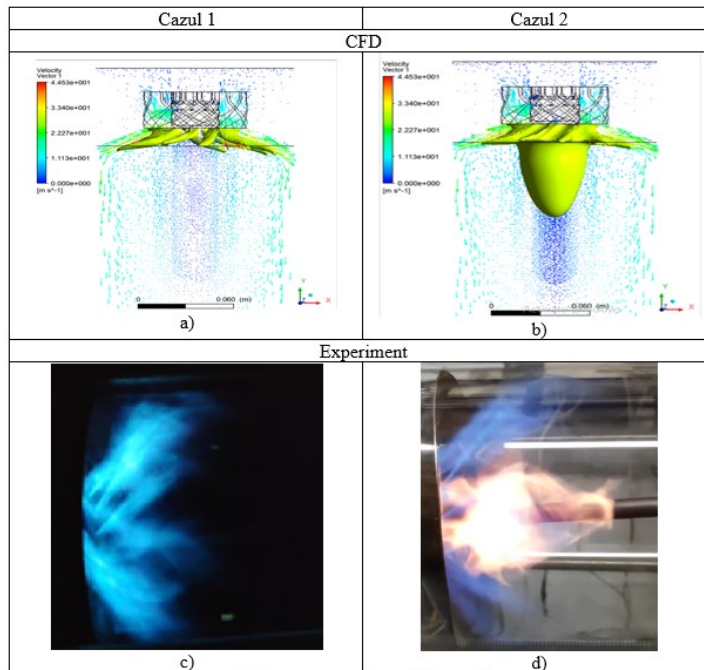 Cazul 1
Cazul 2
CFD
Velocity
Vector 1
4.453e+001
3.340e+001
2.227e+001
1.113e+001
0.000e+000
[m s^-1]
Y
X
Z
0
0.060 (m)
a)
Velocity
Vector 1
4.453e+001
3.340e+001
2.227e+001
1.113e+001
0.000e+000
[m s^-1]
Y
X
Z
0
0.060 (m)
b)
Experiment
c)
d)